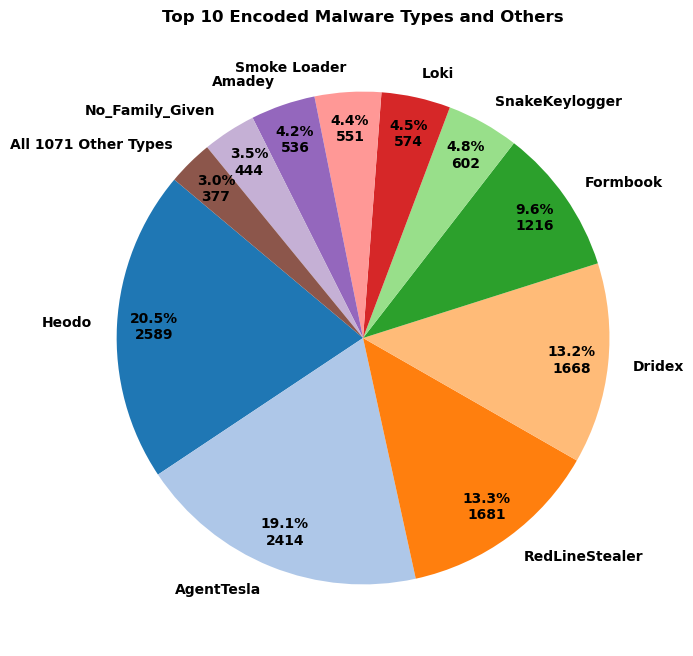 Top 10 Encoded Malware Types and Others
Smoke Loader
Loki
Amadey
SnakeKeylogger
No_Family_Given
All 1071 Other Types
Formbook
4.4%
551
4.5%
574
4.2%
536
4.8%
602
3.5%
444
3.0%
377
9.6%
1216
Heodo
20.5%
2589
13.2%
1668
Dridex
13.3%
1681
19.1%
2414
RedLineStealer
AgentTesla